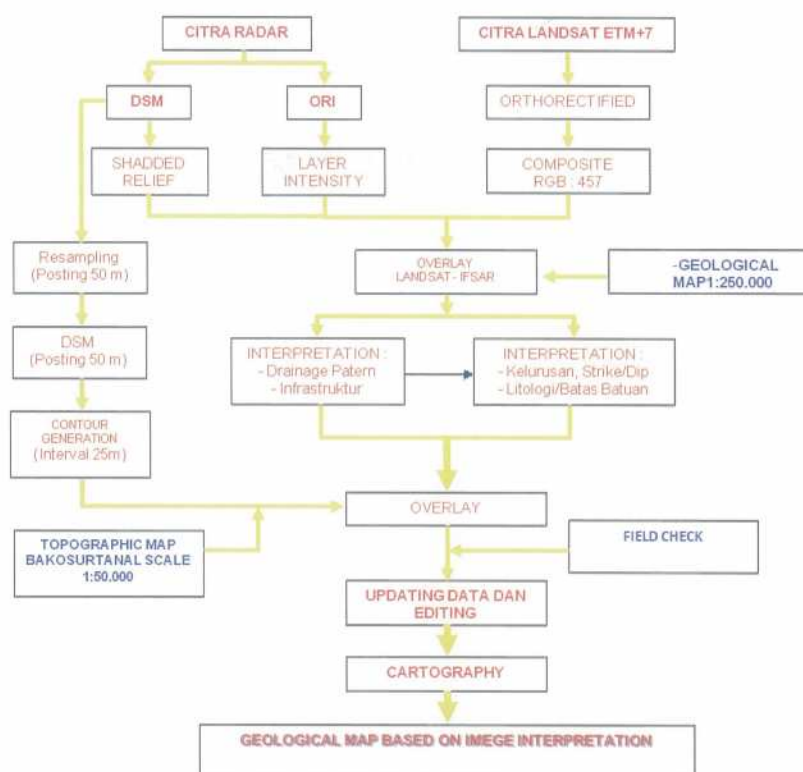 CITRA RADAR
CITRA LANDSAT ETM+7
DSM
ORI
ORTHORECTIFIED
SHADDED
RELIEF
LAYER
INTENSITY
COMPOSITE
RGB : 457
Resampling
(Posting 50 m)
OVERLAY
LANDSAT- IFSAR
-GEOLOGICAL
MAP1:250.000
DSM
(Posting 50 m)
INTERPRETATION :
- Drainage Patern
- Infrastruktur
INTERPRETATION :
- Kelurusan, Strike/Dip
- Litologi/Batas Batuan
CONTOUR
GENERATION
(Interval 25m)
OVERLAY
TOPOGRAPHIC MAP
BAKOSURTANAL SCALE
1:50.000
FIELD CHECK
UPDATING DATA DAN
EDITING
CARTOGRAPHY
GEOLOGICAL MAP BASED ON IMEGE INTERPRETATION